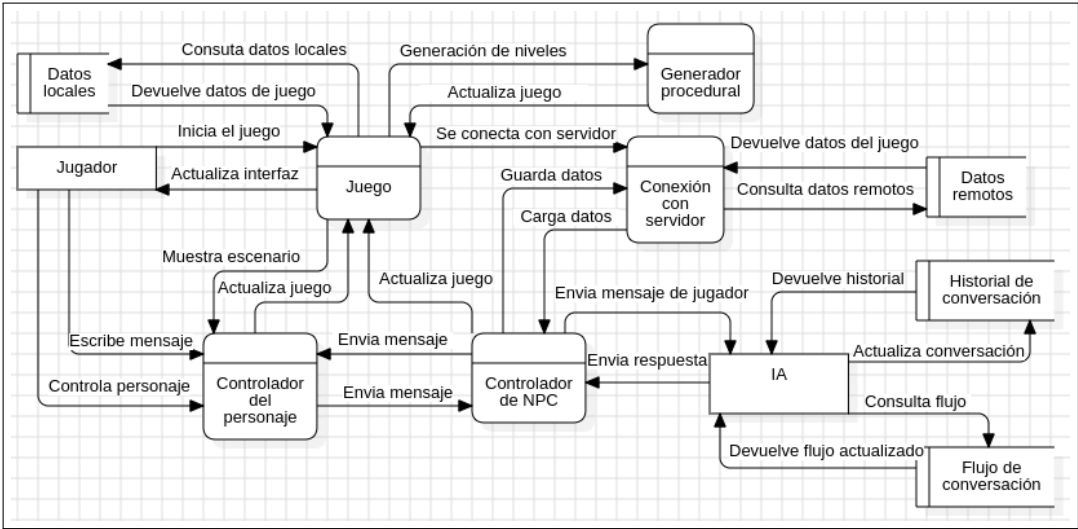 Consuta datos locales
Generación de niveles
Generador
procedural
Datos
locales
Devuelve datos de juego
Actualiza juego
Inicia el juego
Se conecta con servidor
Devuelve datos del juego
Jugador
Actualiza interfaz
Juego
Guarda datos
Conexión
con
servidor
Consulta datos remotos
Datos
remotos
Carga datos
Muestra escenario
Actualiza juego
Actualiza juego
Envia mensaje de jugador
Devuelve historial
Historial de
conversación
Escribe mensaje
Envia mensaje
Envia respuesta
Actualiza conversación
Controla personaje
Controlador
del
personaje
Envia mensaje
Controlador
de NPC
IA
Consulta flujo
Devuelve flujo actualizado
Flujo de
conversación